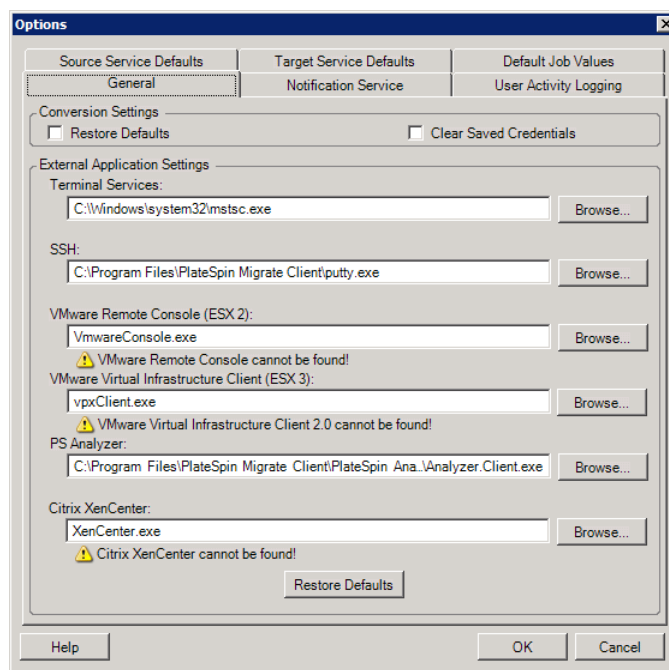 Options
Source Service Defaults Target Service Defaults Default Job Values
General Notification Service User Activity Logging
Conversion Settings
Restore Defaults Clear Saved Credentials
External Application Settings
Terminal Services:
C:\Windows\system32\mstsc.exe Browse...
SSH:
C:\Program Files\PlateSpin Migrate Client\putty.exe Browse...
VMware Remote Console (ESX 2):
VmwareConsole.exe Browse...
VMware Remote Console cannot be found!
VMware Virtual Infrastructure Client (ESX 3):
vpxClient.exe Browse...
VMware Virtual Infrastructure Client 2.0 cannot be found!
PS Analyzer:
C:\Program Files\PlateSpin Migrate Client\PlateSpin Ana..\Analyzer.Client.exe Browse...
Citrix XenCenter:
XenCenter.exe Browse...
Citrix XenCenter cannot be found!
Restore Defaults
Help OK Cancel